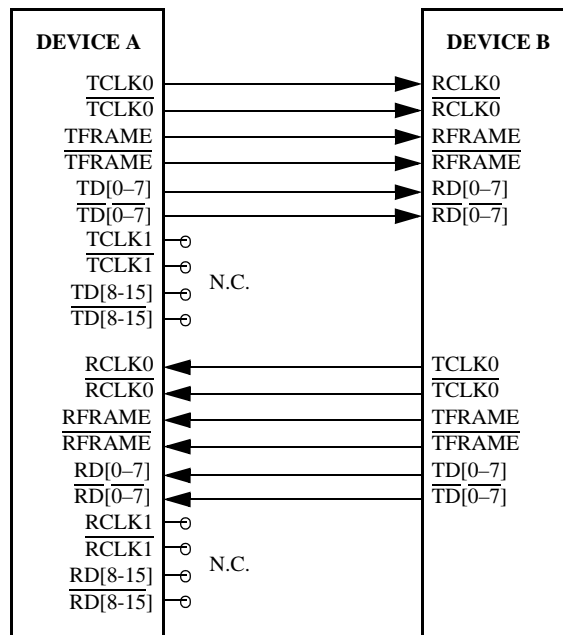 DEVICE A
DEVICE B
TCLK0
RCLK0
TCLK0
RCLK0
TFRAME
RFRAME
TFRAME
RFRAME
TD[0–7]
RD[0–7]
TD[0–7]
RD[0–7]
TCLK1
TCLK1
N.C.
TD[8-15]
TD[8-15]
RCLK0
TCLK0
RCLK0
TCLK0
RFRAME
TFRAME
RFRAME
TFRAME
RD[0–7]
TD[0–7]
RD[0–7]
TD[0–7]
RCLK1
RCLK1
N.C.
RD[8-15]
RD[8-15]